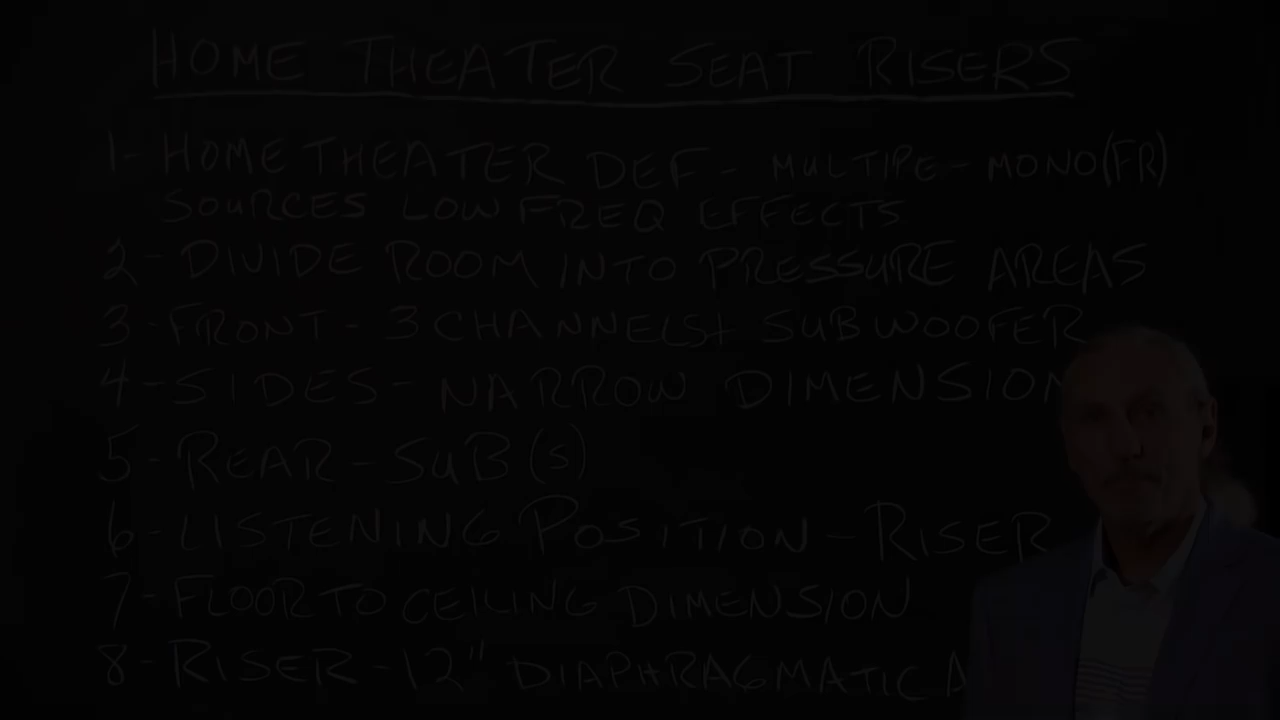 HOME THEATER SEAT RISERS
1- HOME THEATER DEF - MULTIPE - MONO(FR)
SOURCES LOW FREQ EFFECTS
2- DIVIDE ROOM INTO PRESSURE AREAS
3- FRONT - 3 CHANNELS+ SUBWOOFER
4- SIDES - NARROW DIMENSION
5- REAR - SUB(S)
6- LISTENING POSITION - RISER
7- FLOOR TO CEILING DIMENSION
8- RISER - 12" DIAPHRAGMATIC A